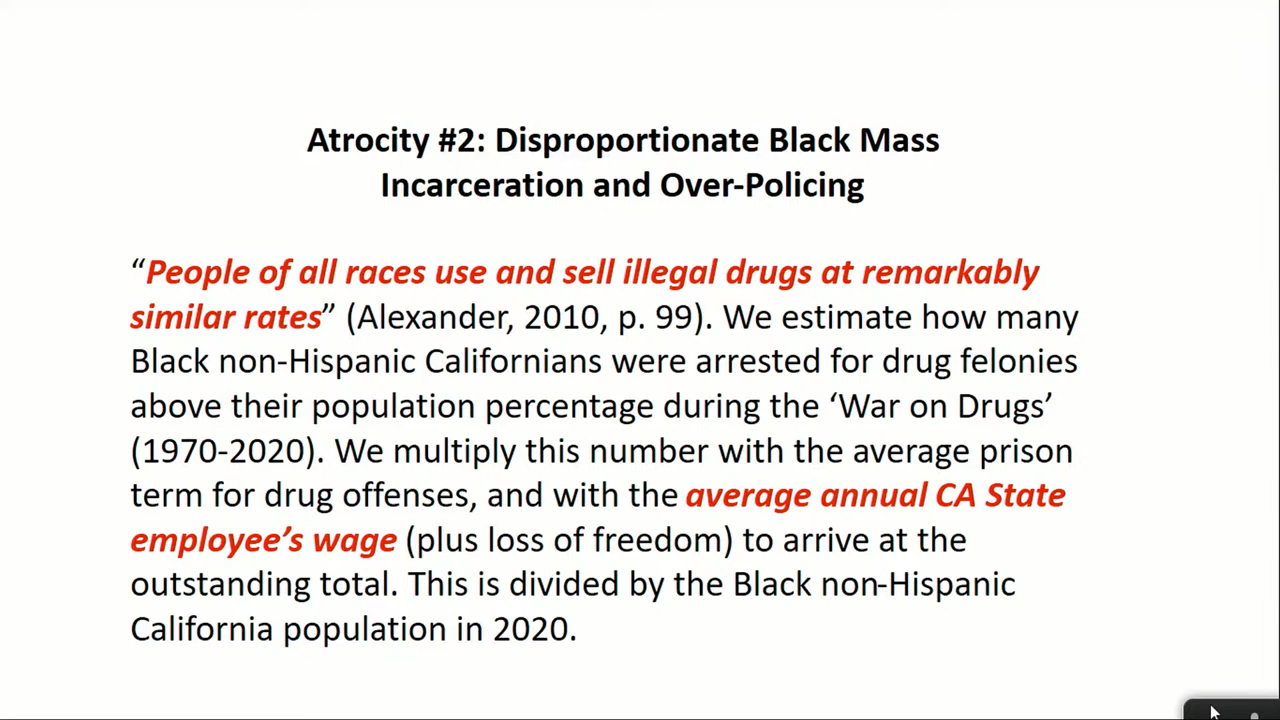 Atrocity #2: Disproportionate Black Mass
Incarceration and Over-Policing
“People of all races use and sell illegal drugs at remarkably
similar rates” (Alexander, 2010, p. 99). We estimate how many
Black non-Hispanic Californians were arrested for drug felonies
above their population percentage during the ‘War on Drugs’
(1970-2020). We multiply this number with the average prison
term for drug offenses, and with the average annual CA State
employee’s wage (plus loss of freedom) to arrive at the
outstanding total. This is divided by the Black non-Hispanic
California population in 2020.